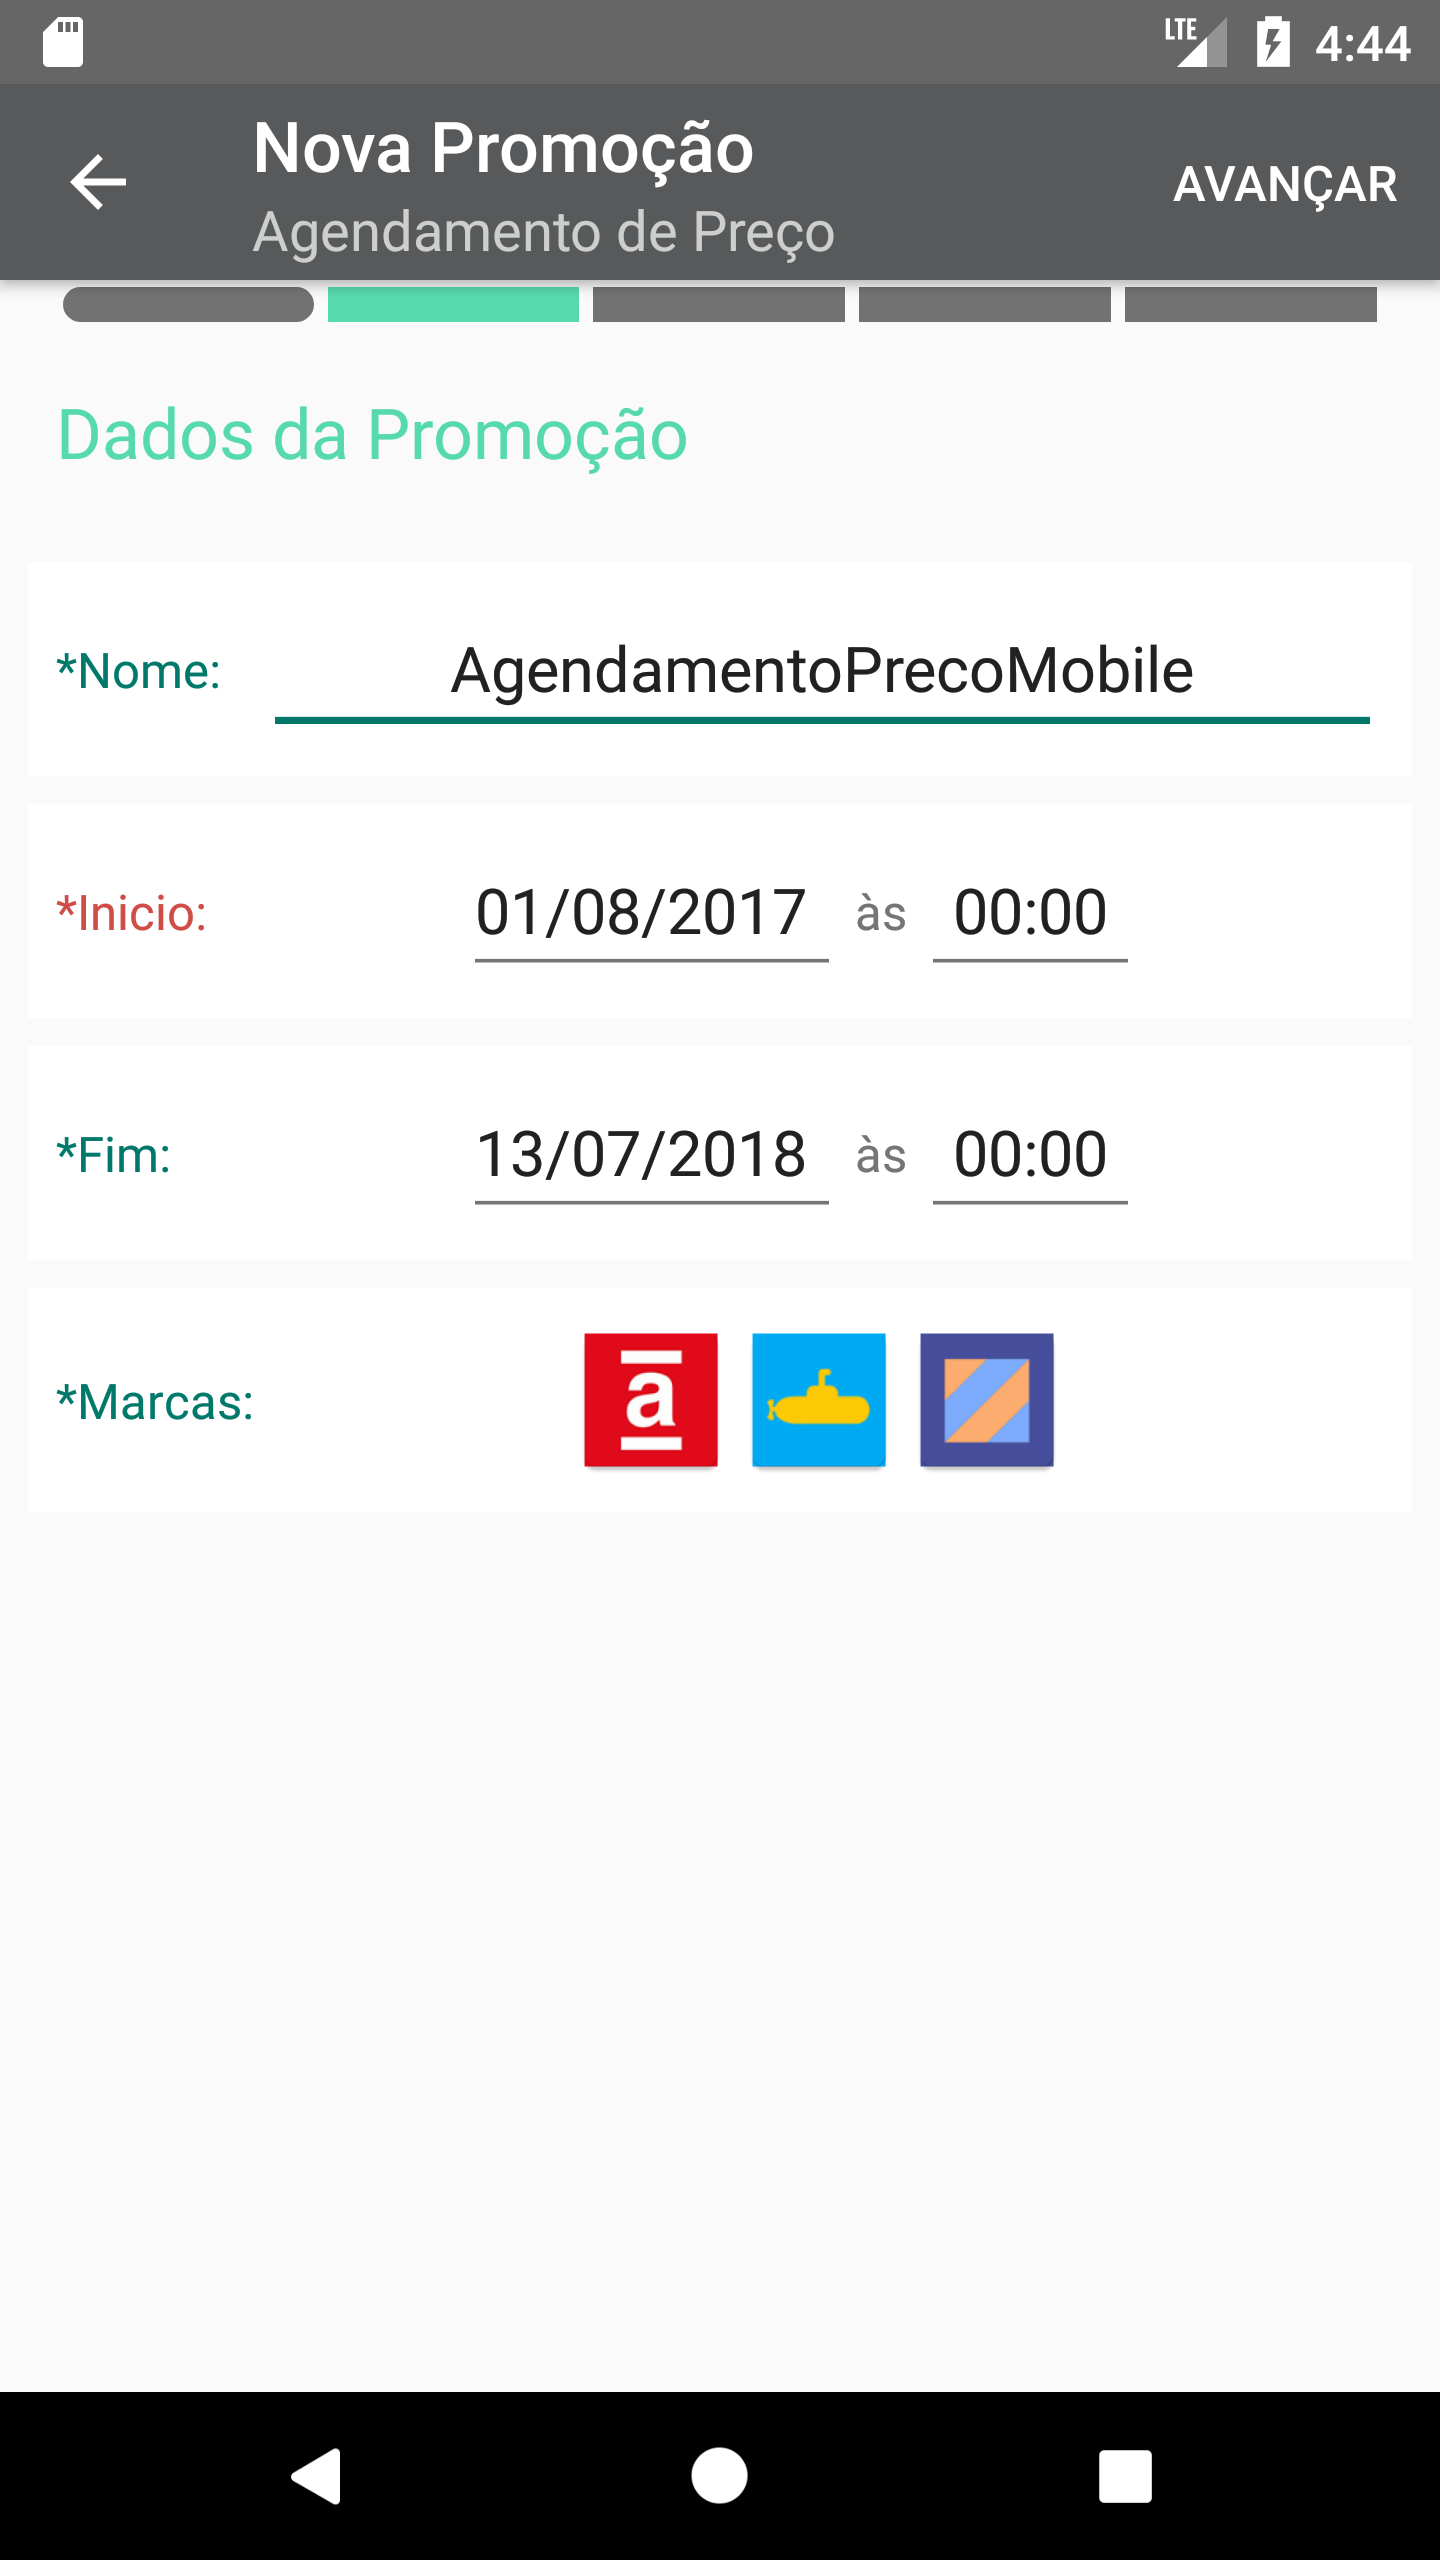 LTE 4:44
Nova Promoção
Agendamento de Preço
AVANÇAR
Dados da Promoção
*Nome: AgendamentoPrecoMobile
*Inicio: 01/08/2017 às 00:00
*Fim: 13/07/2018 às 00:00
*Marcas: a